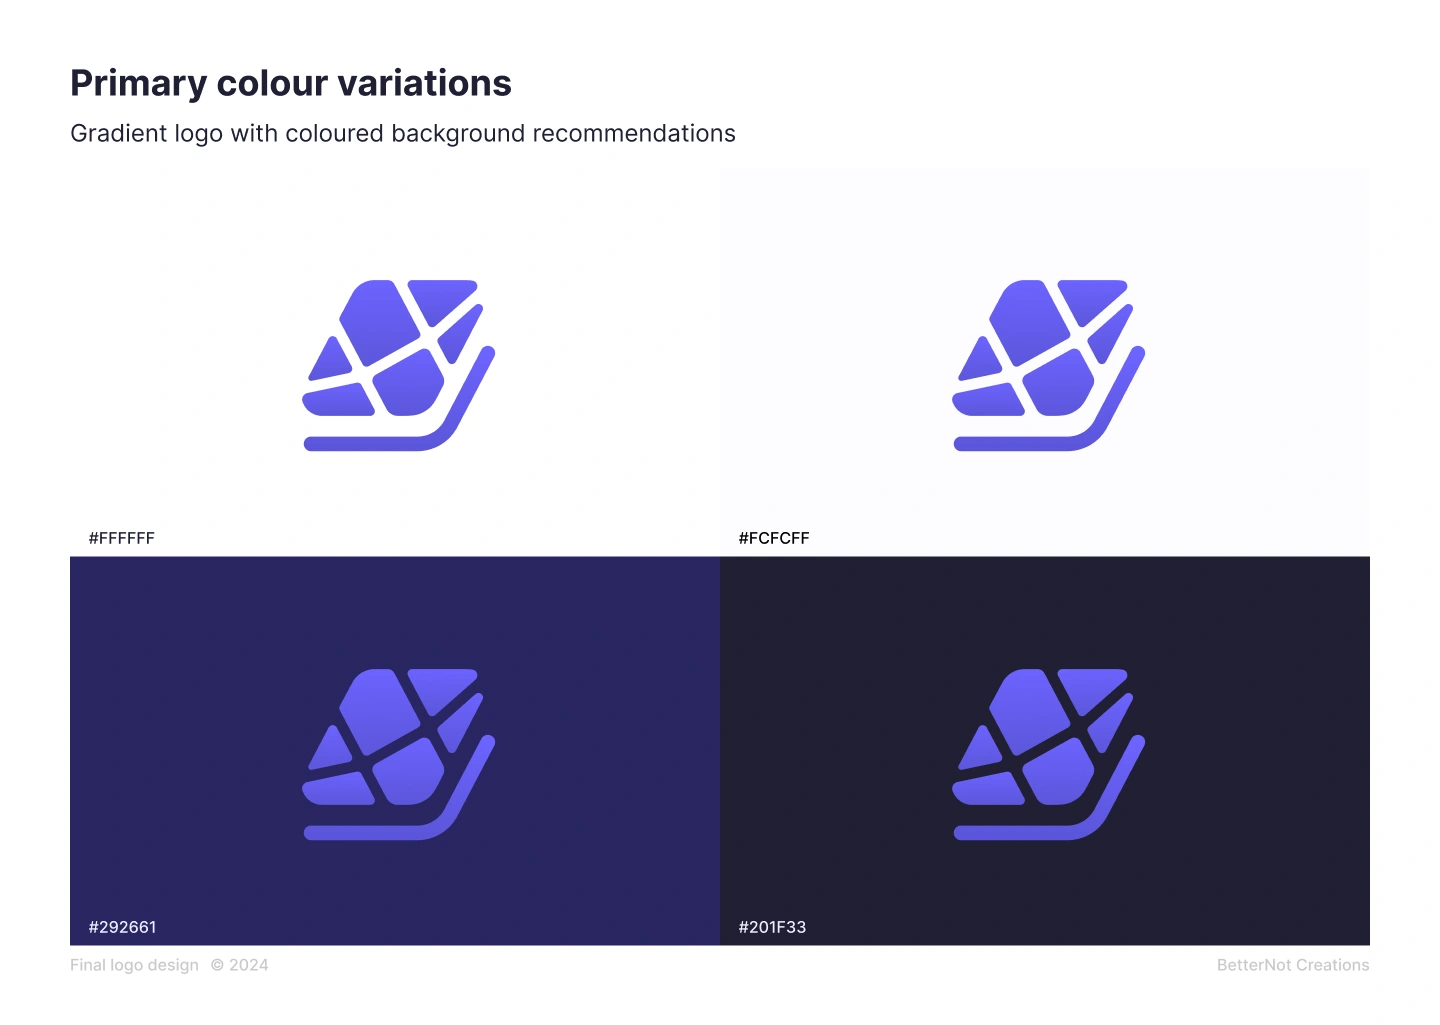 Primary colour variations
Gradient logo with coloured background recommendations
#FFFFFF
#FCFCFF
#292661
#201F33
Final logo design © 2024
BetterNot Creations